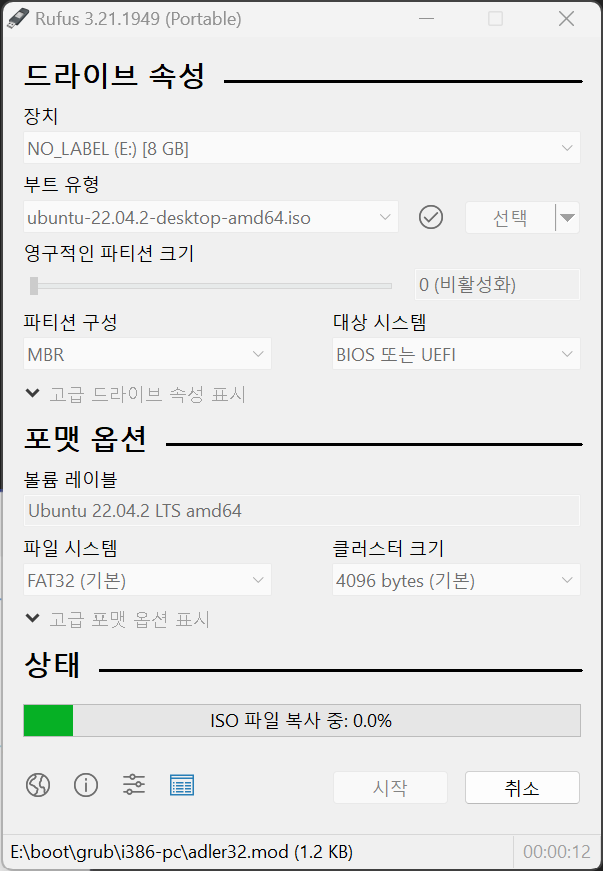 Rufus 3.21.1949 (Portable)
드라이브 속성
장치
NO_LABEL (E:) [8 GB]
부트 유형
ubuntu-22.04.2-desktop-amd64.iso
선택
영구적인 파티션 크기
0 (비활성화)
파티션 구성
대상 시스템
MBR
BIOS 또는 UEFI
고급 드라이브 속성 표시
포맷 옵션
볼륨 레이블
Ubuntu 22.04.2 LTS amd64
파일 시스템
클러스터 크기
FAT32 (기본)
4096 bytes (기본)
고급 포맷 옵션 표시
상태
ISO 파일 복사 중: 0.0%
시작
취소
E:\boot\grub\i386-pc\adler32.mod (1.2 KB)
00:00:12